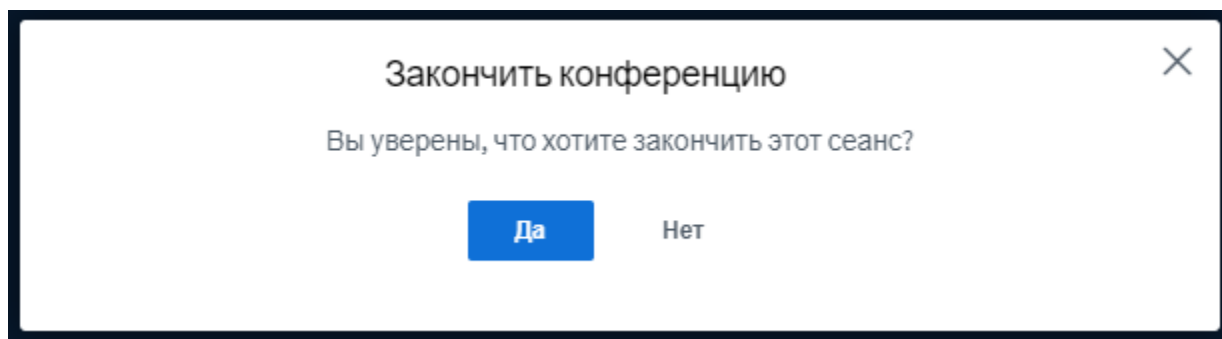 Закончить конференцию
Вы уверены, что хотите закончить этот сеанс?
Да Нет